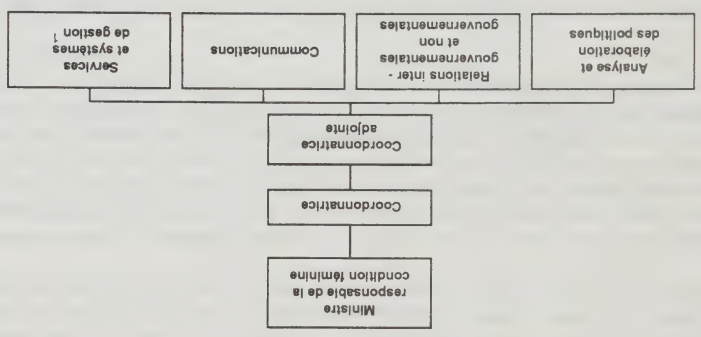 Ministre
responsable de la
condition féminine
Coordonnatrice
Coordonnatrice
adjointe
Analyse et
élaboration
des politiques
Relations inter -
gouvernementales
et non
gouvernementales
Communications
Services
et systèmes
de gestion ¹